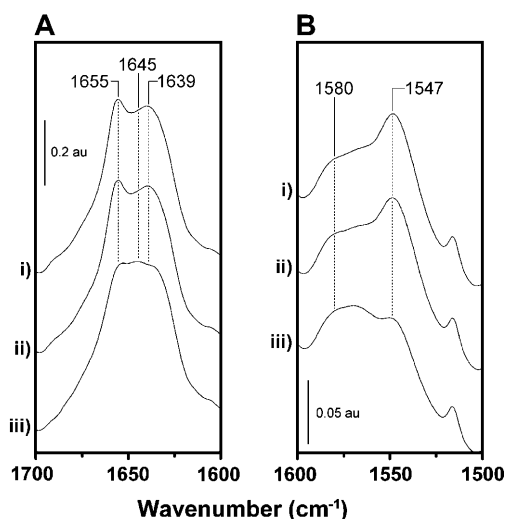 A
B
1645
1655
1639
0.2 au
i)
ii)
iii)
1700
1650
1600
1580
1547
i)
ii)
iii)
0.05 au
1600
1550
1500
Wavenumber (cm⁻¹)